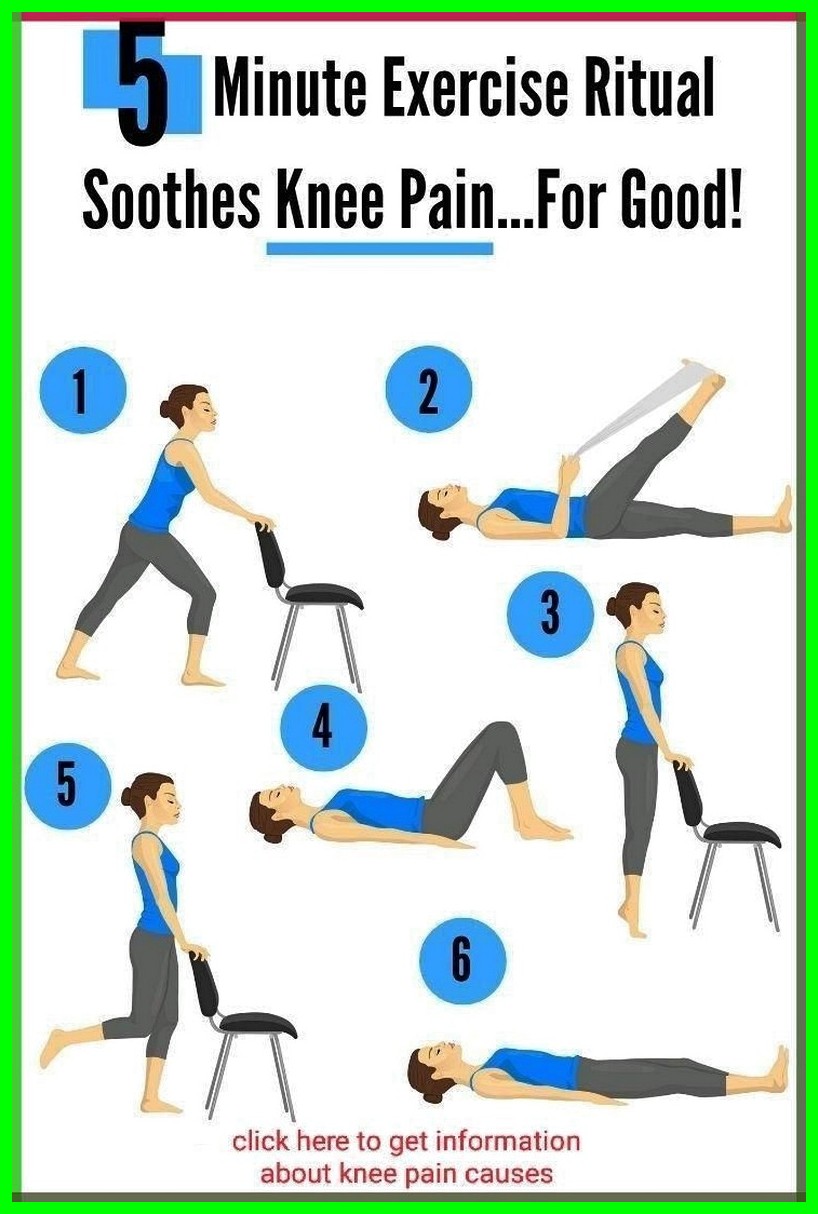 5 Minute Exercise Ritual
Soothes Knee Pain...For Good!
1
2
3
4
5
6
click here to get information
about knee pain causes